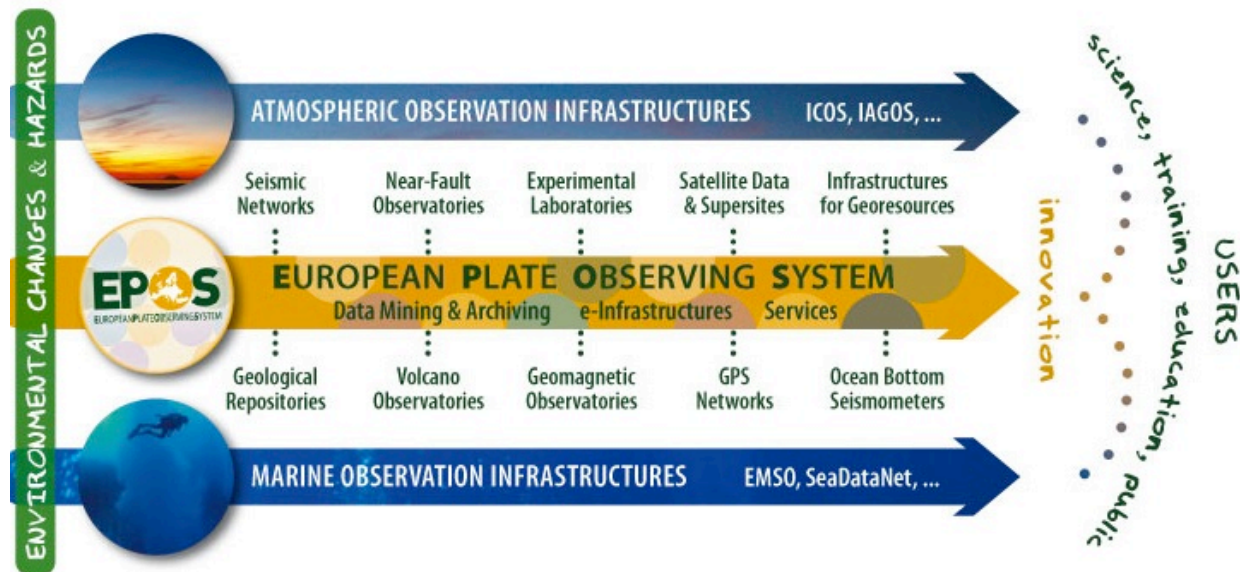 ENVIRONMENTAL CHANGES & HAZARDS
ATMOSPHERIC OBSERVATION INFRASTRUCTURES ICOS, IAGOS, ...
Seismic
Networks
Near-Fault
Observatories
Experimental
Laboratories
Satellite Data
& Supersites
Infrastructures
for Georesources
EPOS
EUROPEANPLATEOBSERVINGSYSTEM
EUROPEAN PLATE OBSERVING SYSTEM
Data Mining & Archiving e-Infrastructures Services
Geological
Repositories
Volcano
Observatories
Geomagnetic
Observatories
GPS
Networks
Ocean Bottom
Seismometers
MARINE OBSERVATION INFRASTRUCTURES EMSO, SeaDataNet, ...
innovation
science, training, education, public
USERS